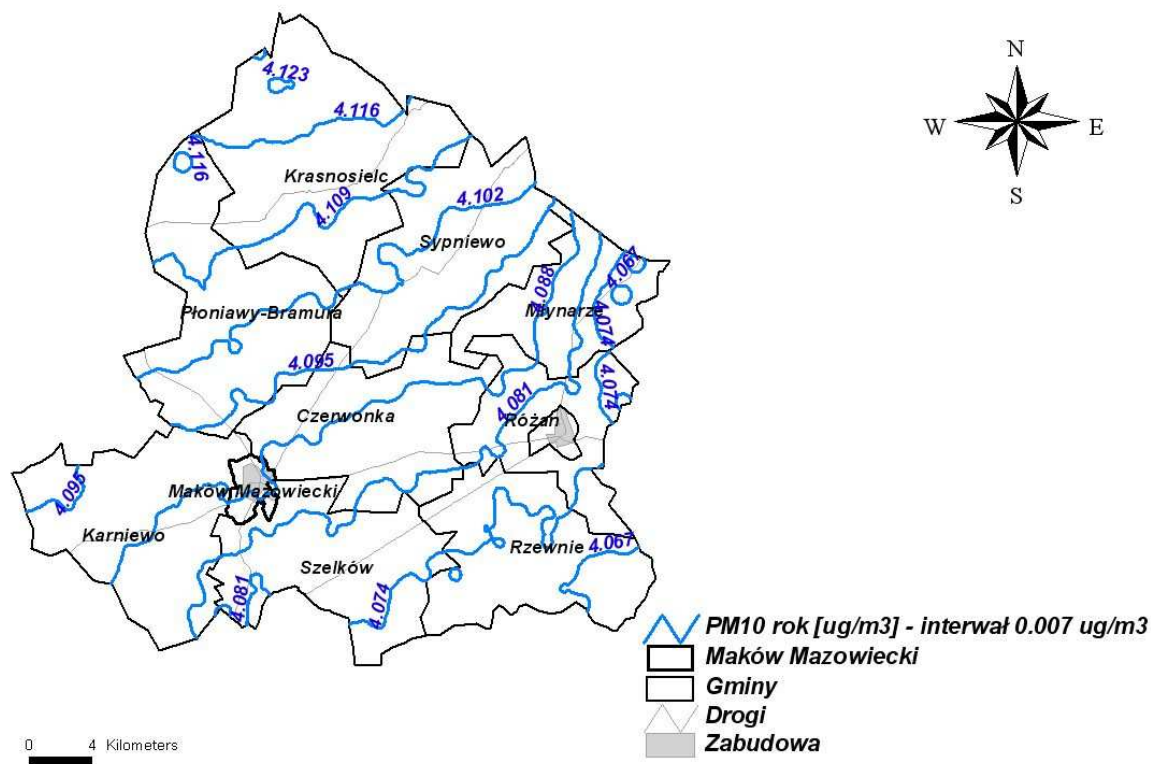 N
W E
S
4.123
4.116
4.116
Krasnosielc
4.109
4.102
Sypniewo
4.067
4.088
Płoniawy-Bramura
Młynarze
4.074
4.095
4.074
4.081
Czerwonka
Różan
4.095
Maków Mazowiecki
Karniewo
Rzewnie
4.067
Szelków
4.081
4.074
PM10 rok [ug/m3] - interwał 0.007 ug/m3
Maków Mazowiecki
Gminy
Drogi
Zabudowa
0 4 Kilometers